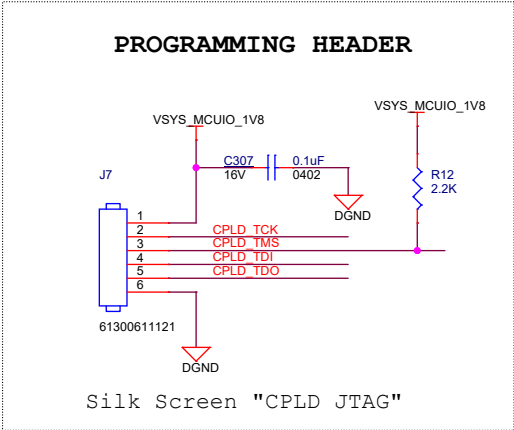 PROGRAMMING HEADER
VSYS_MCUIO_1V8
VSYS_MCUIO_1V8
C307 0.1uF
16V 0402
J7
R12
2.2K
DGND
1
2 CPLD_TCK
3 CPLD_TMS
4 CPLD_TDI
5 CPLD_TDO
6
61300611121
DGND
Silk Screen "CPLD JTAG"